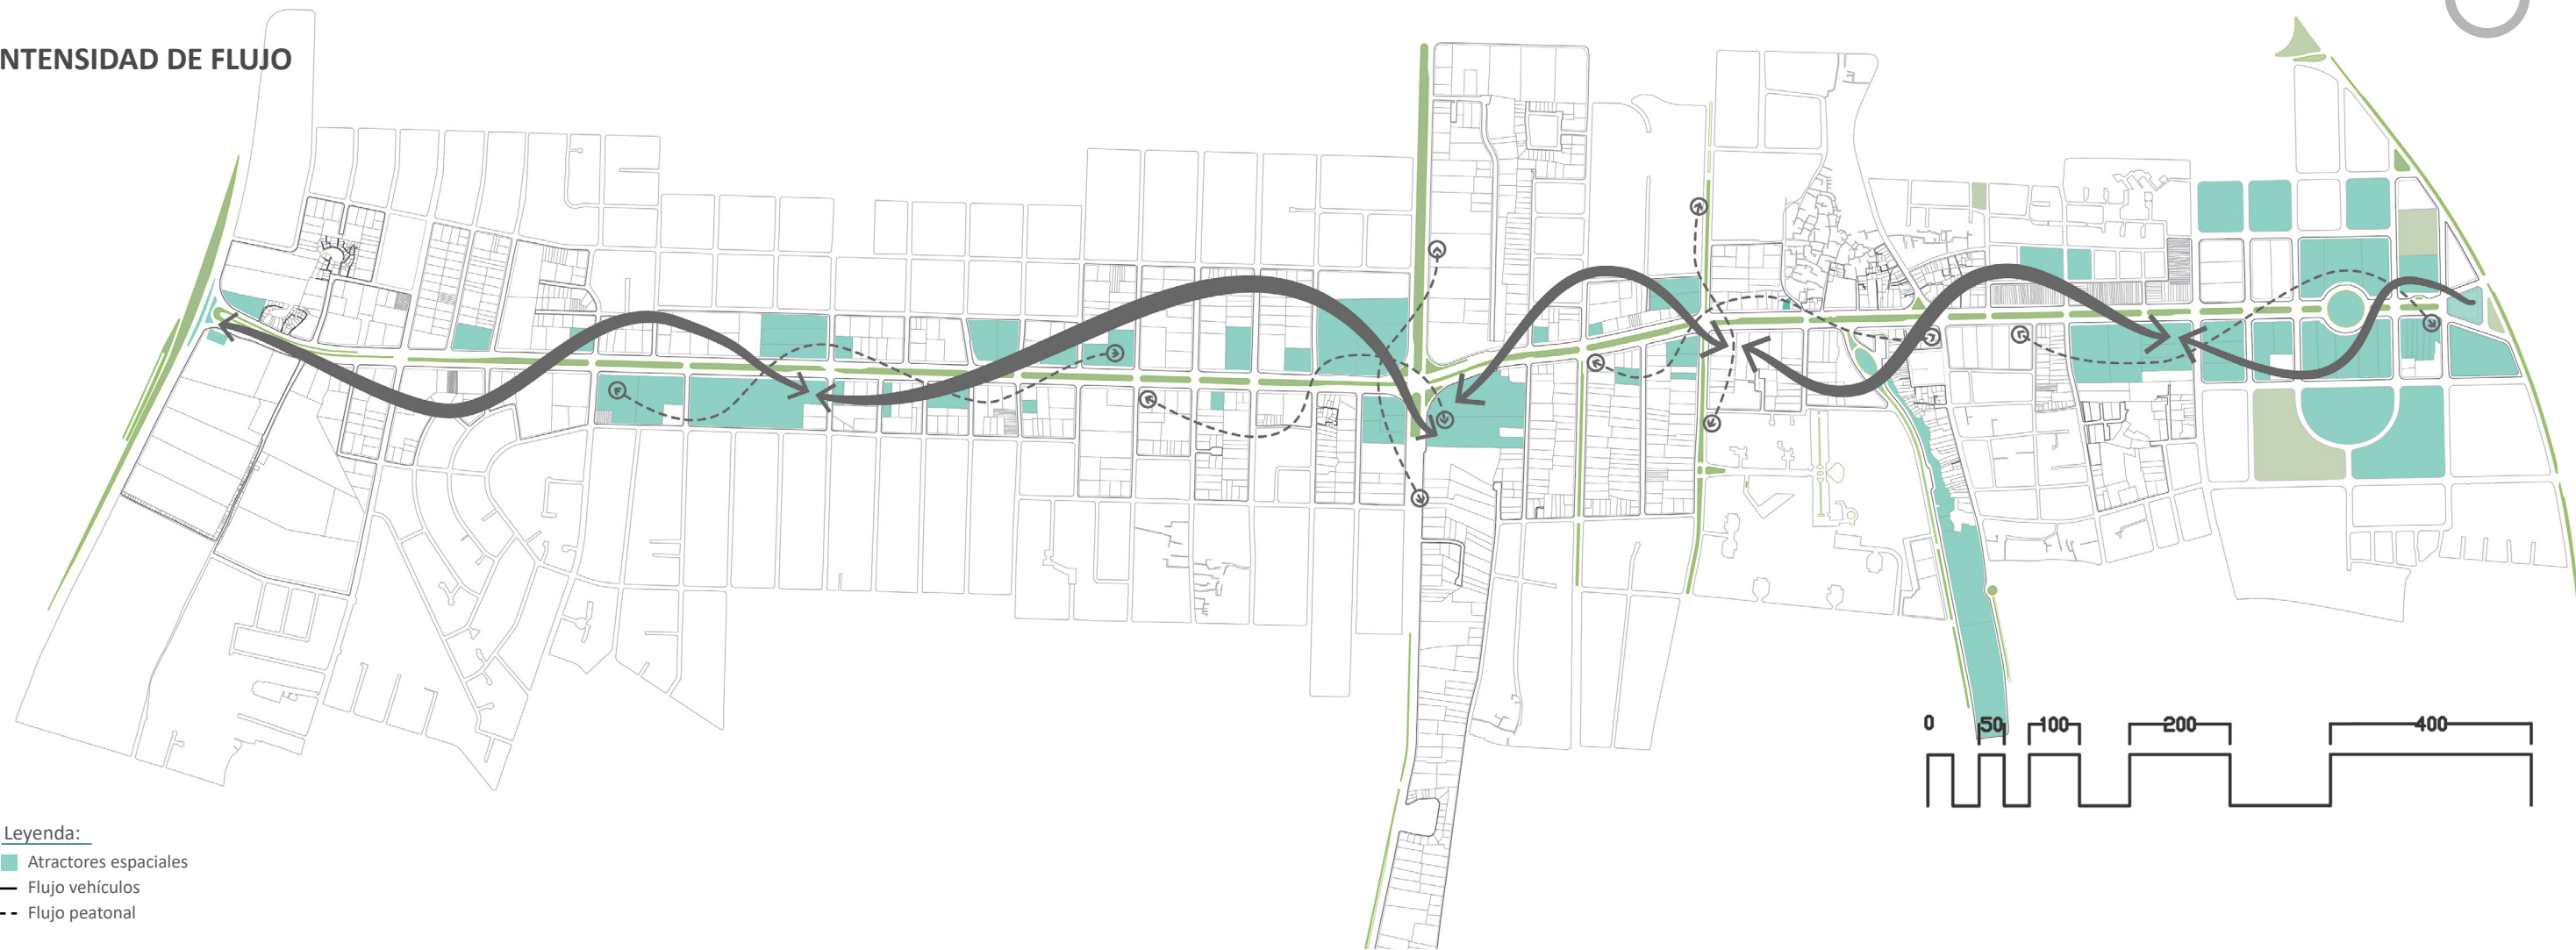 NTENSIDAD DE FLUJO
0 50 100 200 400
Leyenda:
Atractores espaciales
Flujo vehículos
Flujo peatonal